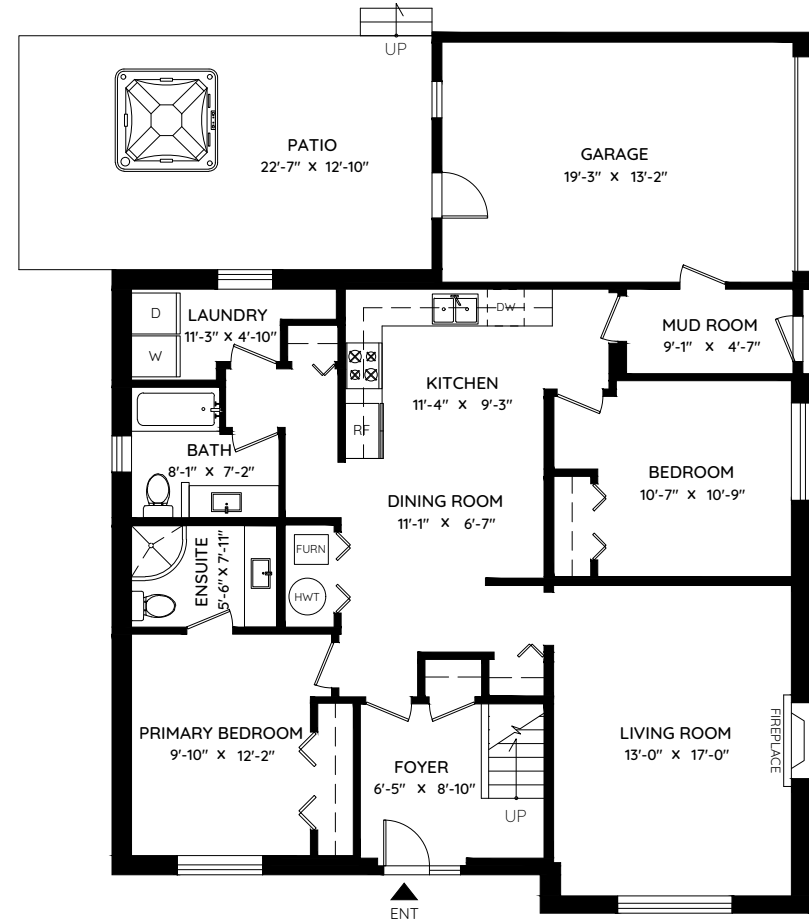 UP
PATIO
22'-7" x 12'-10"
GARAGE
19'-3" x 13'-2"
D
W
LAUNDRY
11'-3" x 4'-10"
DW
MUD ROOM
9'-1" x 4'-7"
KITCHEN
11'-4" x 9'-3"
RF
BATH
8'-1" x 7'-2"
BEDROOM
10'-7" x 10'-9"
DINING ROOM
11'-1" x 6'-7"
ENSUITE
5'-6" x 7'-11"
FURN
HWT
PRIMARY BEDROOM
9'-10" x 12'-2"
LIVING ROOM
13'-0" x 17'-0"
FIREPLACE
FOYER
6'-5" x 8'-10"
UP
ENT